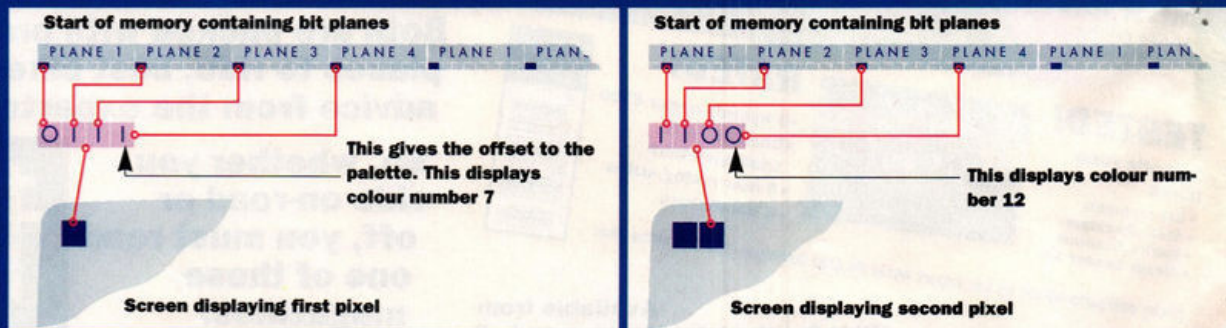 Start of memory containing bit planes
PLANE 1 PLANE 2 PLANE 3 PLANE 4 PLANE 1 PLAN
0 1 1 1
This gives the offset to the
palette. This displays
colour number 7
Screen displaying first pixel
Start of memory containing bit planes
PLANE 1 PLANE 2 PLANE 3 PLANE 4 PLANE 1 PLAN
1 1 0 0
This displays colour num-
ber 12
Screen displaying second pixel